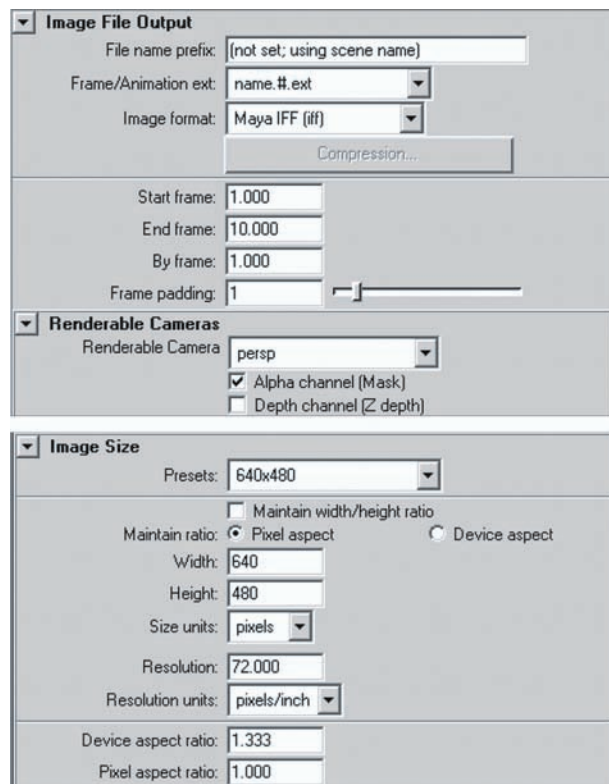 Image File Output
File name prefix: (not set; using scene name)
Frame/Animation ext: name.#.ext
Image format: Maya IFF (iff)
Compression...
Start frame: 1.000
End frame: 10.000
By frame: 1.000
Frame padding: 1
Renderable Cameras
Renderable Camera persp
Alpha channel (Mask)
Depth channel (Z depth)
Image Size
Presets: 640x480
Maintain width/height ratio
Maintain ratio: Pixel aspect Device aspect
Width: 640
Height: 480
Size units: pixels
Resolution: 72.000
Resolution units: pixels/inch
Device aspect ratio: 1.333
Pixel aspect ratio: 1.000